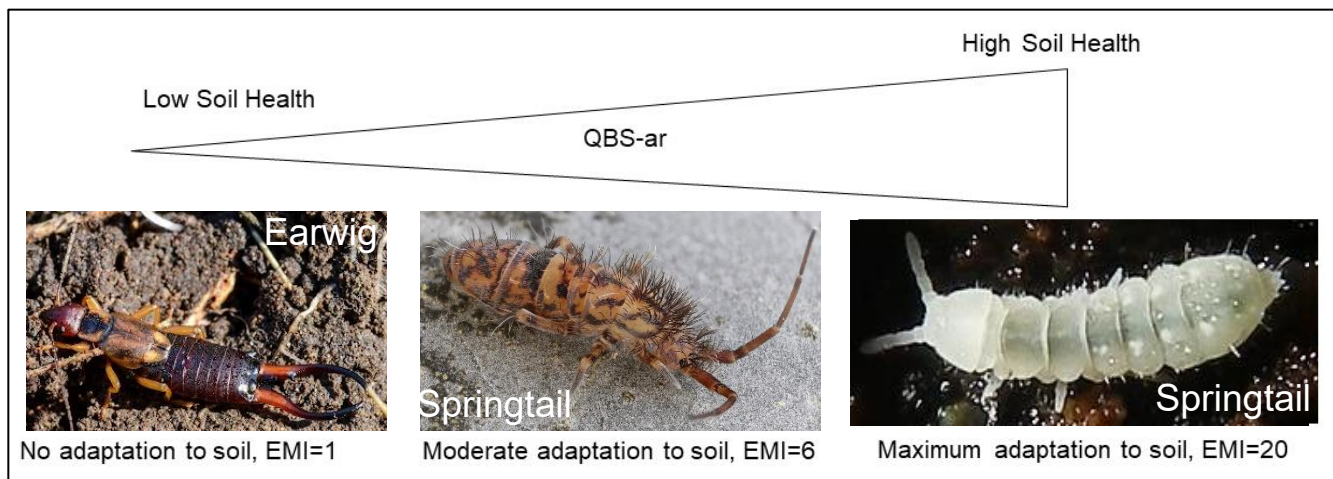 High Soil Health
Low Soil Health
QBS-ar
Earwig
Springtail
Springtail
No adaptation to soil, EMI=1
Moderate adaptation to soil, EMI=6
Maximum adaptation to soil, EMI=20